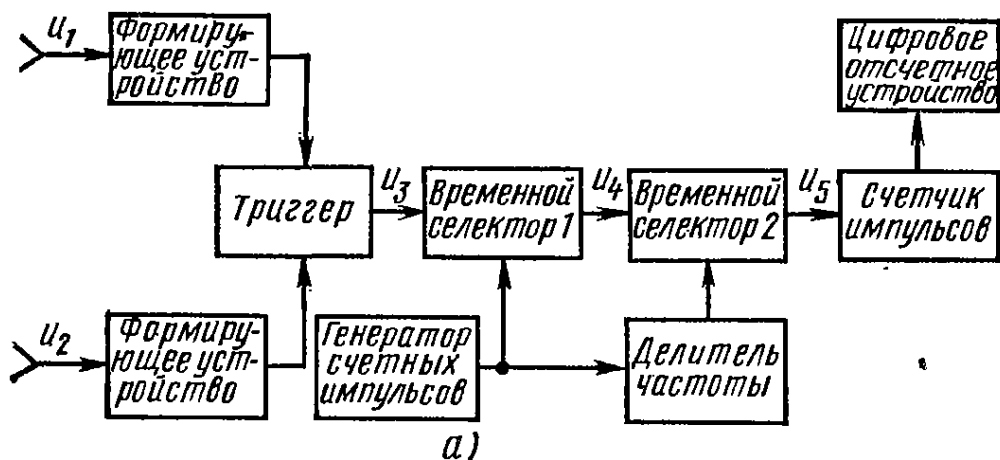 U₁
Формиру-
ющее уст-
ройство
Цифровое
отсчетное
устройство
Триггер
U₃
Временной
селектор 1
U₄
Временной
селектор 2
U₅
Счетчик
импульсов
U₂
Формиру-
ющее уст-
ройство
Генератор
счетных
импульсов
Делитель
частоты
а)